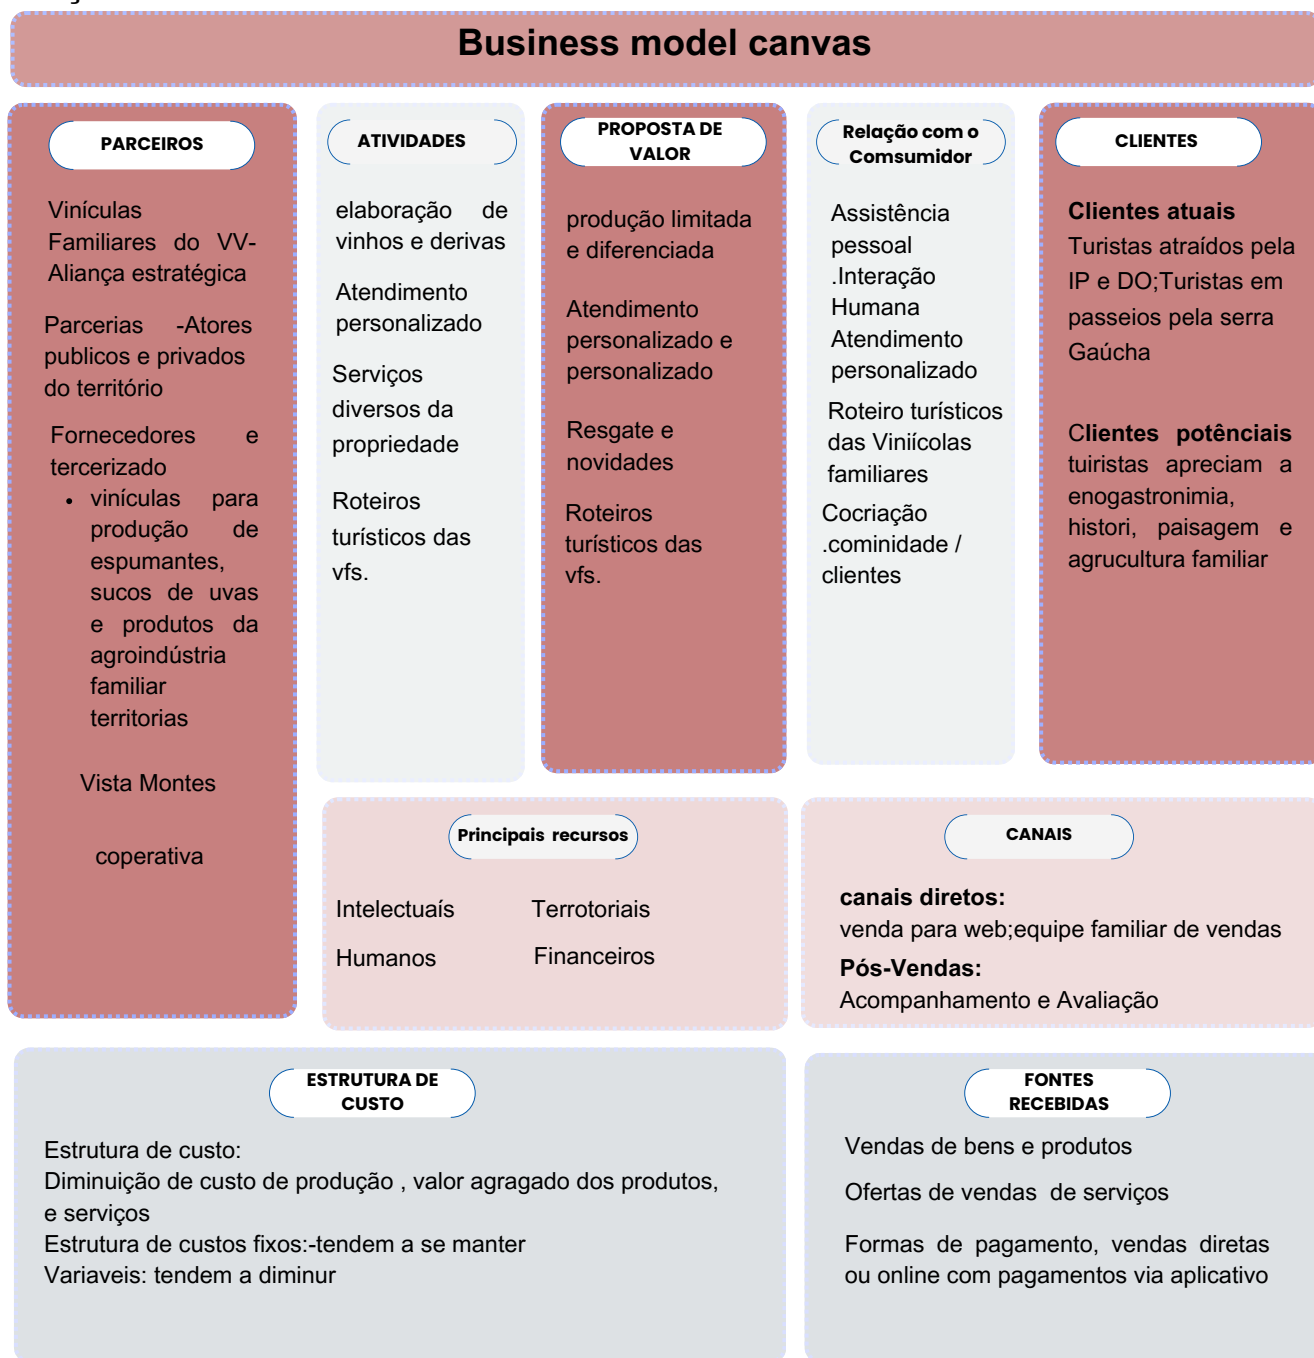 Business model canvas
PARCEIROS
Vinículas
Familiares do VV-
Aliança estratégica
Parcerias -Atores
publicos e privados
do território
Fornecedores e
tercerizado
• vinículas para
produção de
espumantes,
sucos de uvas
e produtos da
agroindústria
familiar
territorias
Vista Montes
coperativa
ATIVIDADES
elaboração de
vinhos e derivas
Atendimento
personalizado
Serviços
diversos da
propriedade
Roteiros
turísticos das
vfs.
PROPOSTA DE
VALOR
produção limitada
e diferenciada
Atendimento
personalizado e
personalizado
Resgate e
novidades
Roteiros
turísticos das
vfs.
Relação com o
Comsumidor
Assistência
pessoal
.Interação
Humana
Atendimento
personalizado
Roteiro turísticos
das Viniícolas
familiares
Cocriação
.cominidade /
clientes
CLIENTES
Clientes atuais
Turistas atraídos pela
IP e DO;Turistas em
passeios pela serra
Gaúcha
Clientes potênciais
tuiristas apreciam a
enogastronimia,
histori, paisagem e
agrucultura familiar
Principais recursos
Intelectuaís Terrotoriais
Humanos Financeiros
CANAIS
canais diretos:
venda para web;equipe familiar de vendas
Pós-Vendas:
Acompanhamento e Avaliação
ESTRUTURA DE
CUSTO
Estrutura de custo:
Diminuição de custo de produção , valor agragado dos produtos,
e serviços
Estrutura de custos fixos:-tendem a se manter
Variaveis: tendem a diminur
FONTES
RECEBIDAS
Vendas de bens e produtos
Ofertas de vendas de serviços
Formas de pagamento, vendas diretas
ou online com pagamentos via aplicativo